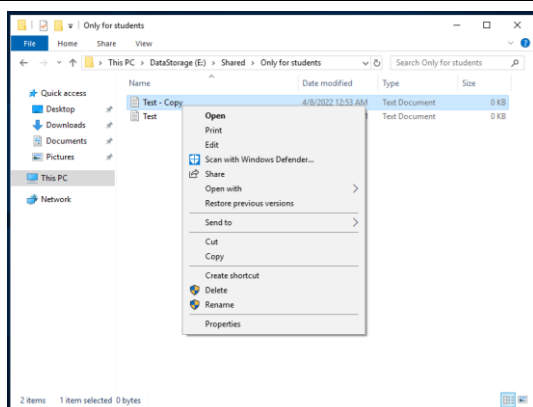 Only for students
File Home Share View
This PC > DataStorage (E:) > Shared > Only for students
Search Only for students
Name Date modified Type Size
Quick access
Desktop
Downloads
Documents
Pictures
This PC
Network
Test - Copy 4/8/2022 12:53 AM Text Document 0 KB
Test Text Document 0 KB
Open
Print
Edit
Scan with Windows Defender...
Share
Open with
Restore previous versions
Send to
Cut
Copy
Create shortcut
Delete
Rename
Properties
2 items 1 item selected 0 bytes